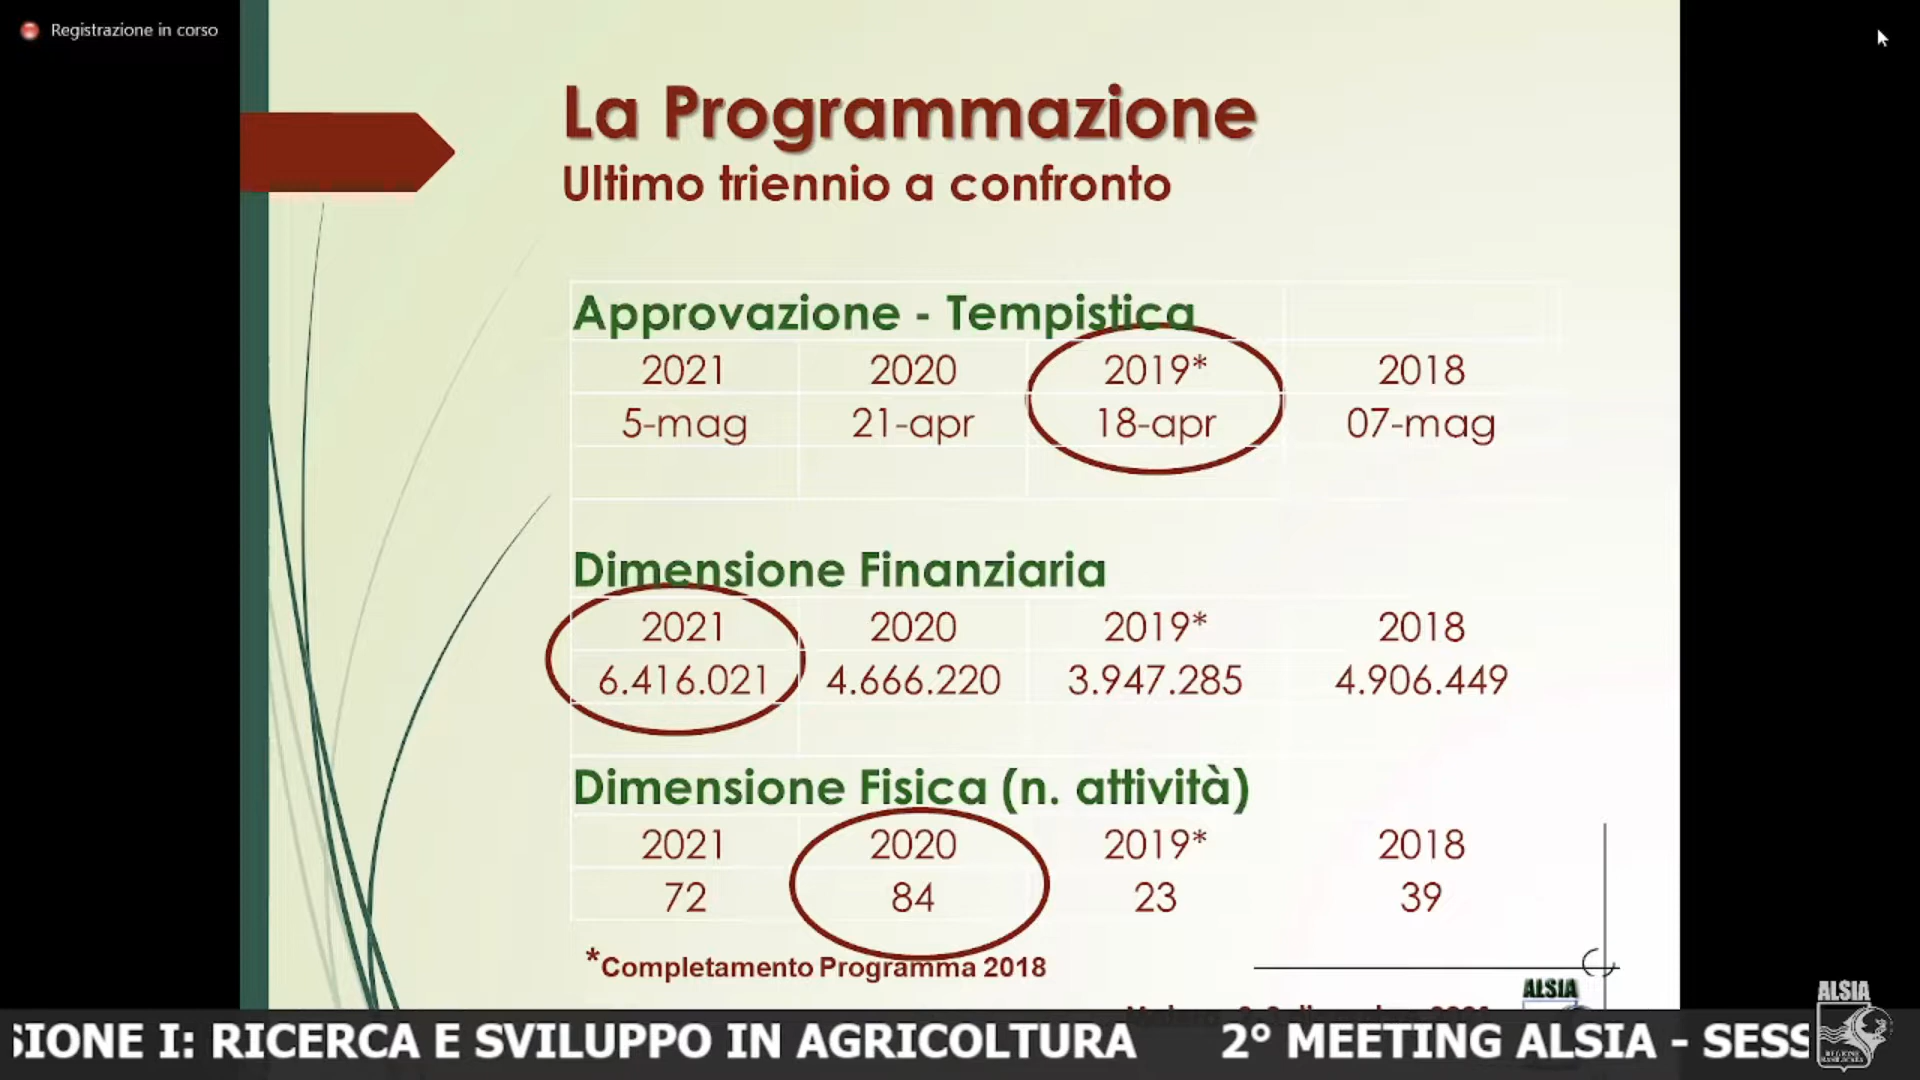 Registrazione in corso
La Programmazione
Ultimo triennio a confronto
Approvazione - Tempistica
2021 2020 2019* 2018
5-mag 21-apr 18-apr 07-mag
Dimensione Finanziaria
2021 2020 2019* 2018
6.416.021 4.666.220 3.947.285 4.906.449
Dimensione Fisica (n. attività)
2021 2020 2019* 2018
72 84 23 39
*Completamento Programma 2018
ALSIA
ALSIA
SIONE I: RICERCA E SVILUPPO IN AGRICOLTURA 2° MEETING ALSIA - SESS